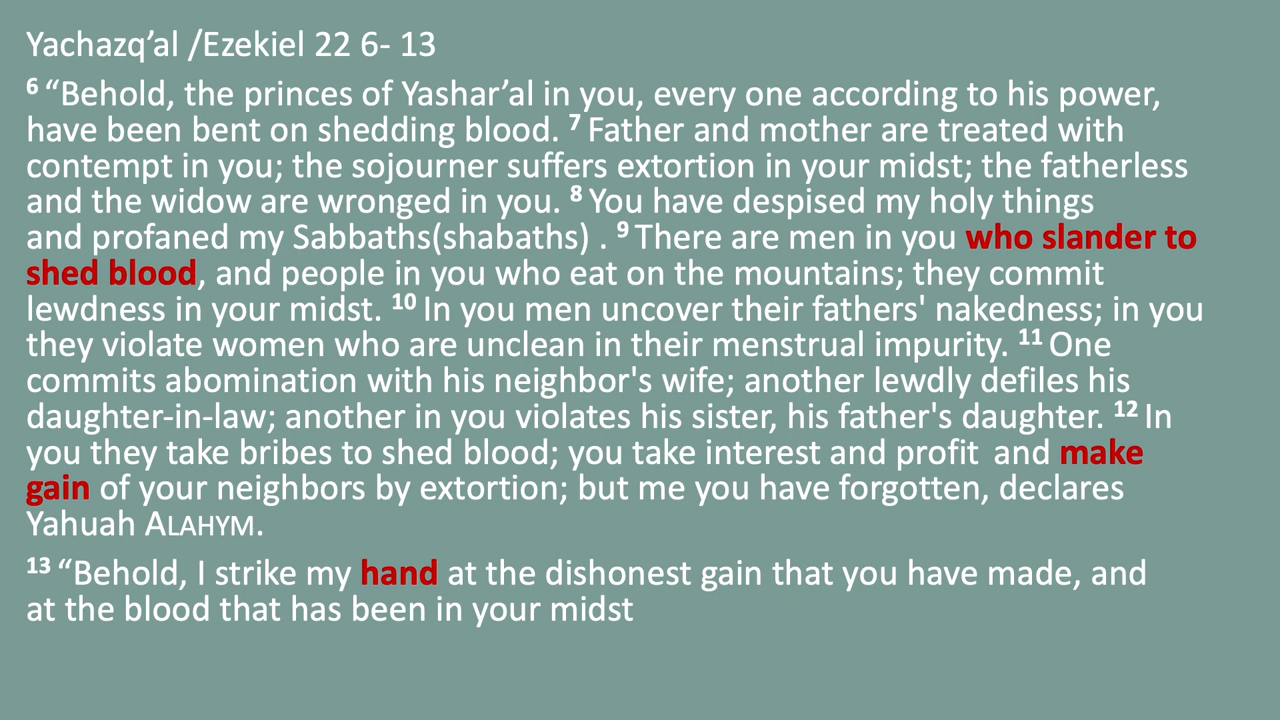 Yachazq’al /Ezekiel 22 6- 13
6 “Behold, the princes of Yashar’al in you, every one according to his power,
have been bent on shedding blood. 7 Father and mother are treated with
contempt in you; the sojourner suffers extortion in your midst; the fatherless
and the widow are wronged in you. 8 You have despised my holy things
and profaned my Sabbaths(shabaths) . 9 There are men in you who slander to
shed blood, and people in you who eat on the mountains; they commit
lewdness in your midst. 10 In you men uncover their fathers' nakedness; in you
they violate women who are unclean in their menstrual impurity. 11 One
commits abomination with his neighbor's wife; another lewdly defiles his
daughter-in-law; another in you violates his sister, his father's daughter. 12 In
you they take bribes to shed blood; you take interest and profit  and make
gain of your neighbors by extortion; but me you have forgotten, declares
Yahuah ALAHYM.
13 “Behold, I strike my hand at the dishonest gain that you have made, and
at the blood that has been in your midst